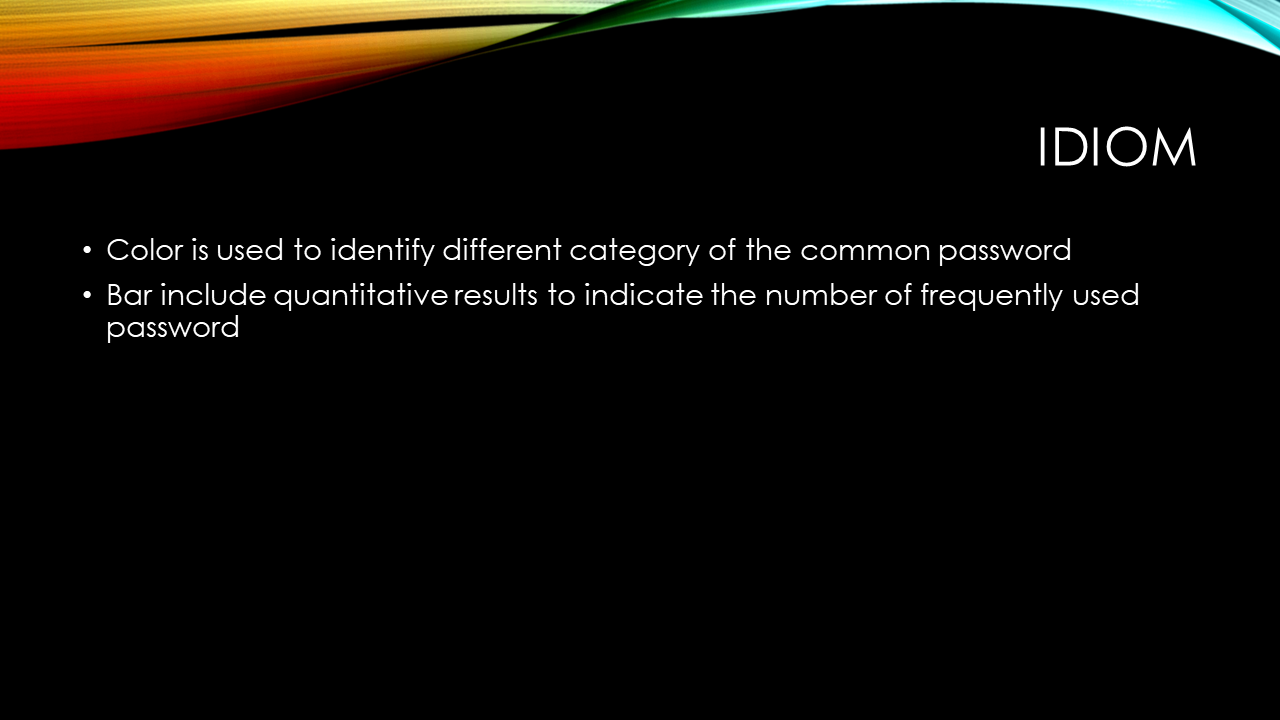 IDIOM
• Color is used to identify different category of the common password
• Bar include quantitative results to indicate the number of frequently used
password